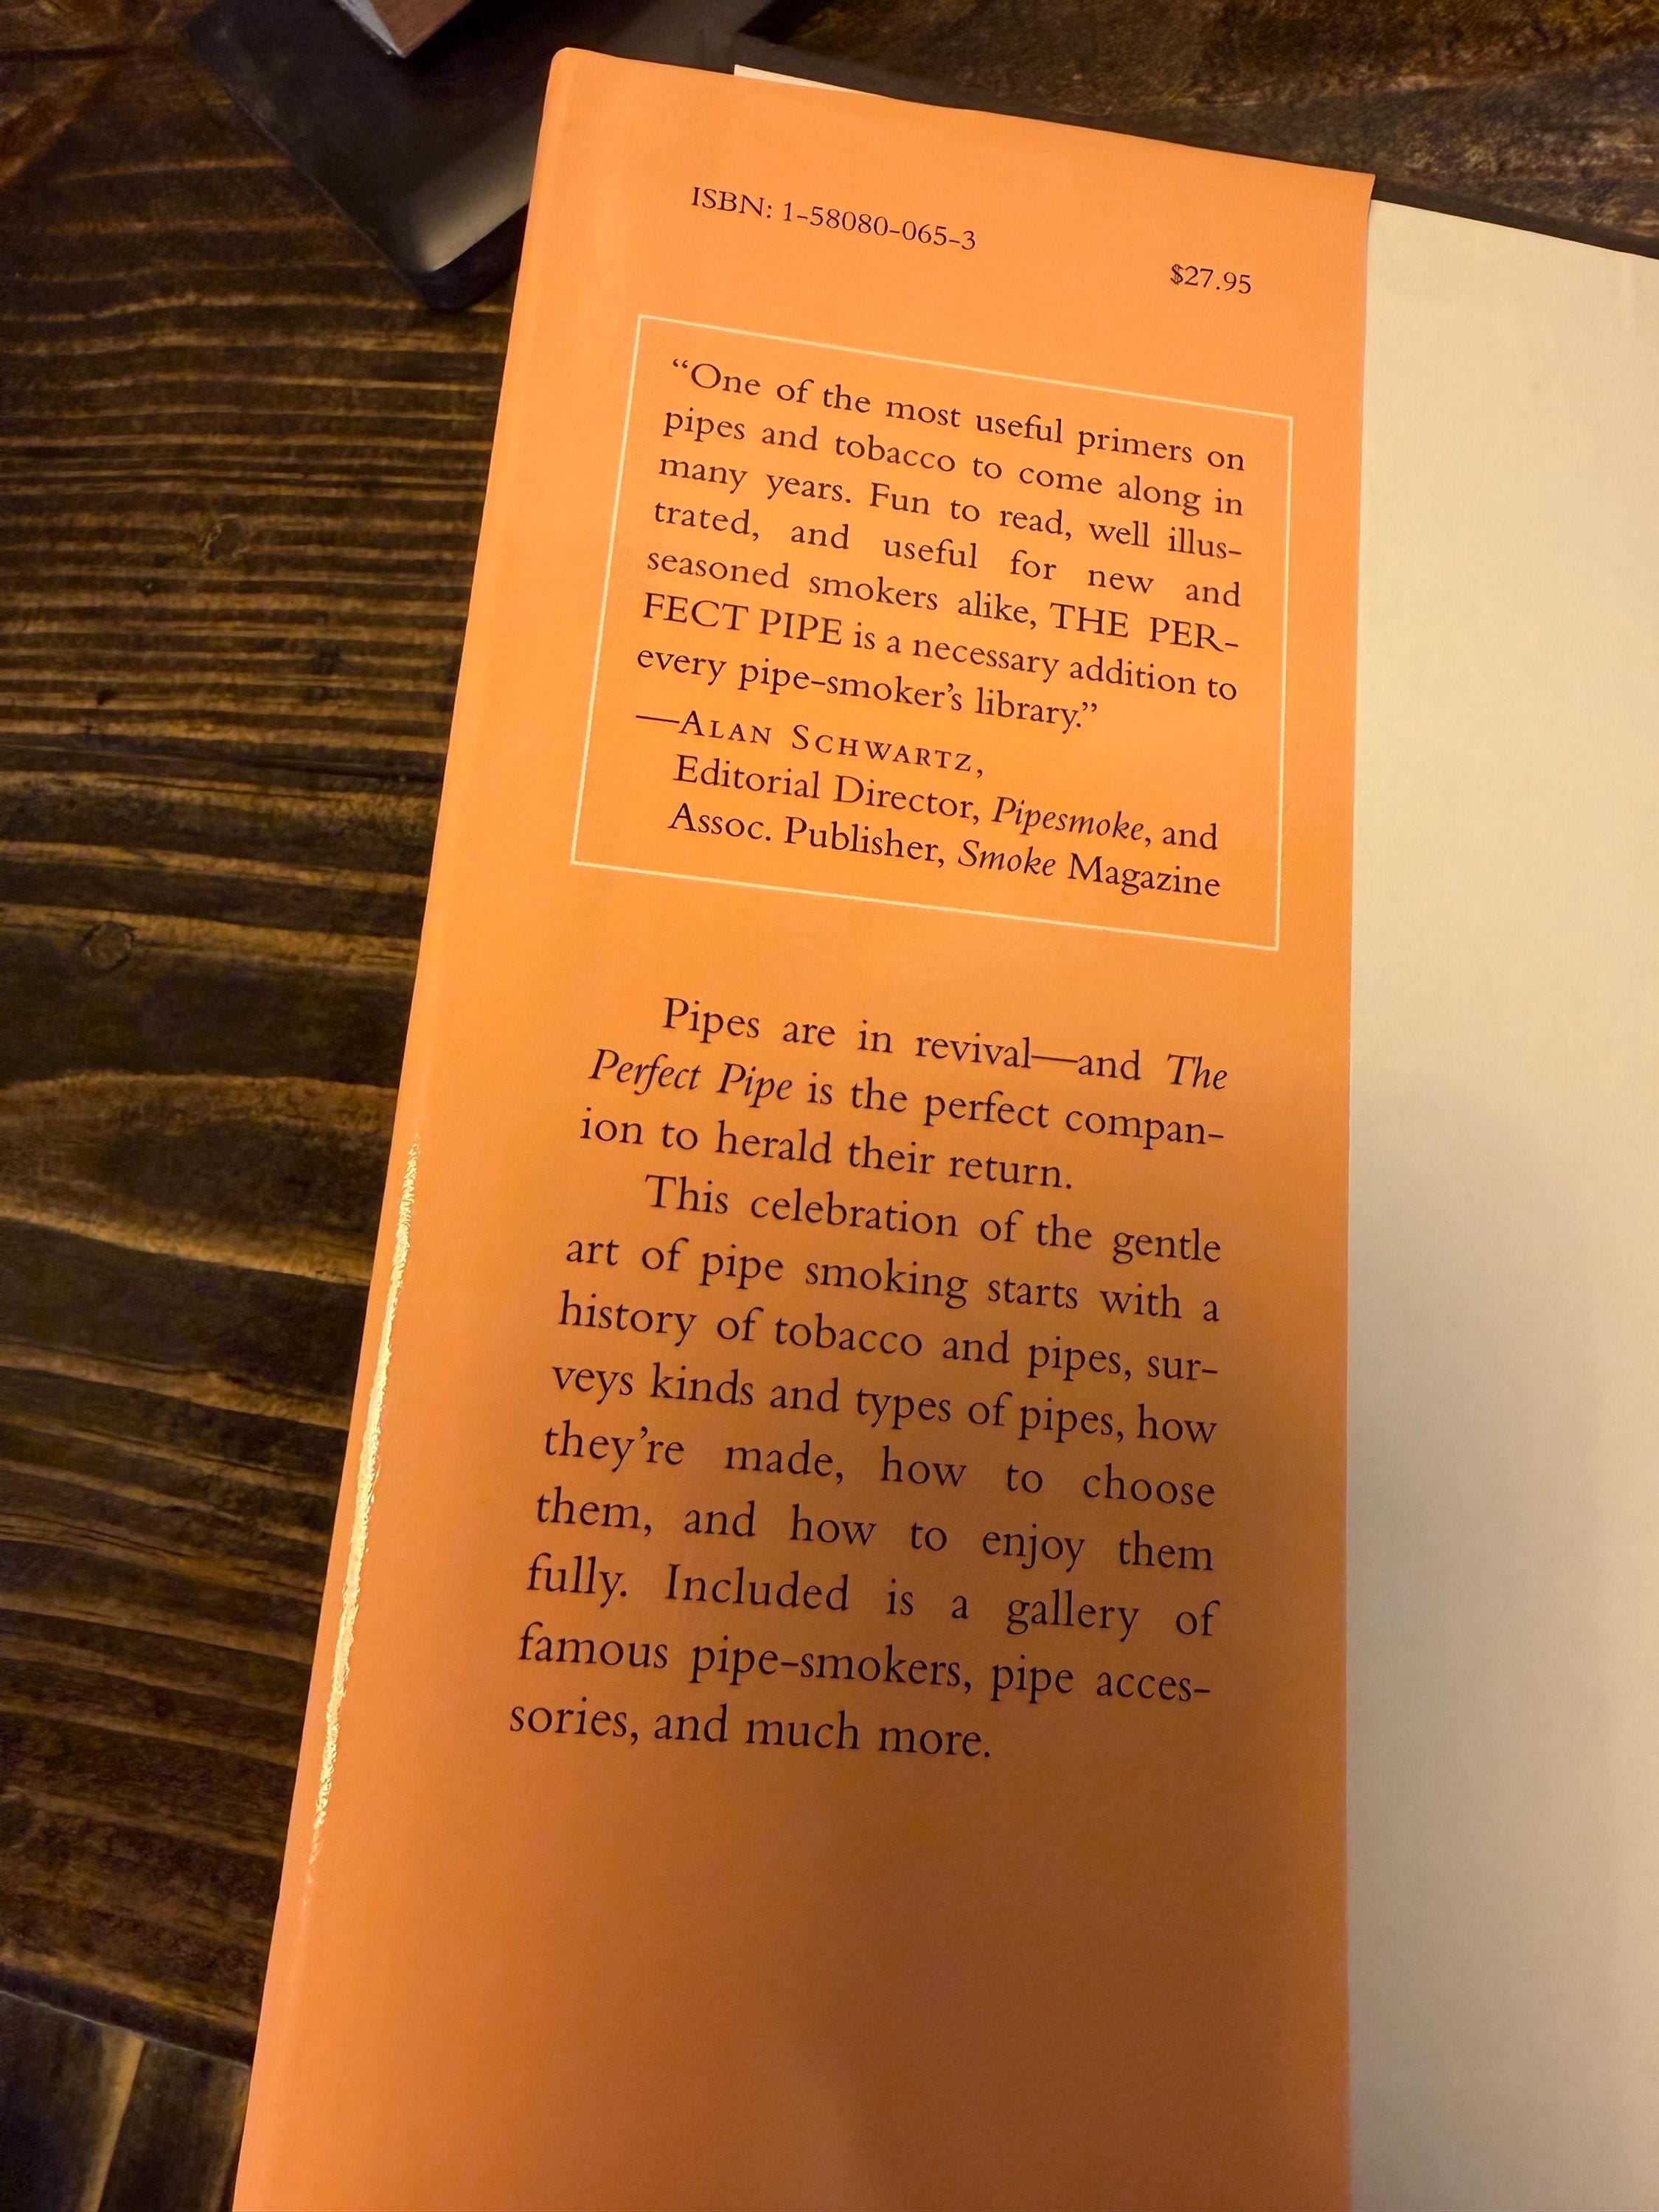 ISBN: 1-58080-065-3
$27.95
“One of the most useful primers on
pipes and tobacco to come along in
many years. Fun to read, well illus-
trated, and useful for new and
seasoned smokers alike, THE PER-
FECT PIPE is a necessary addition to
every pipe-smoker’s library.”
—ALAN SCHWARTZ,
Editorial Director, Pipesmoke, and
Assoc. Publisher, Smoke Magazine
Pipes are in revival—and The
Perfect Pipe is the perfect compan-
ion to herald their return.
This celebration of the gentle
art of pipe smoking starts with a
history of tobacco and pipes, sur-
veys kinds and types of pipes, how
they’re made, how to choose
them, and how to enjoy them
fully. Included is a gallery of
famous pipe-smokers, pipe acces-
sories, and much more.